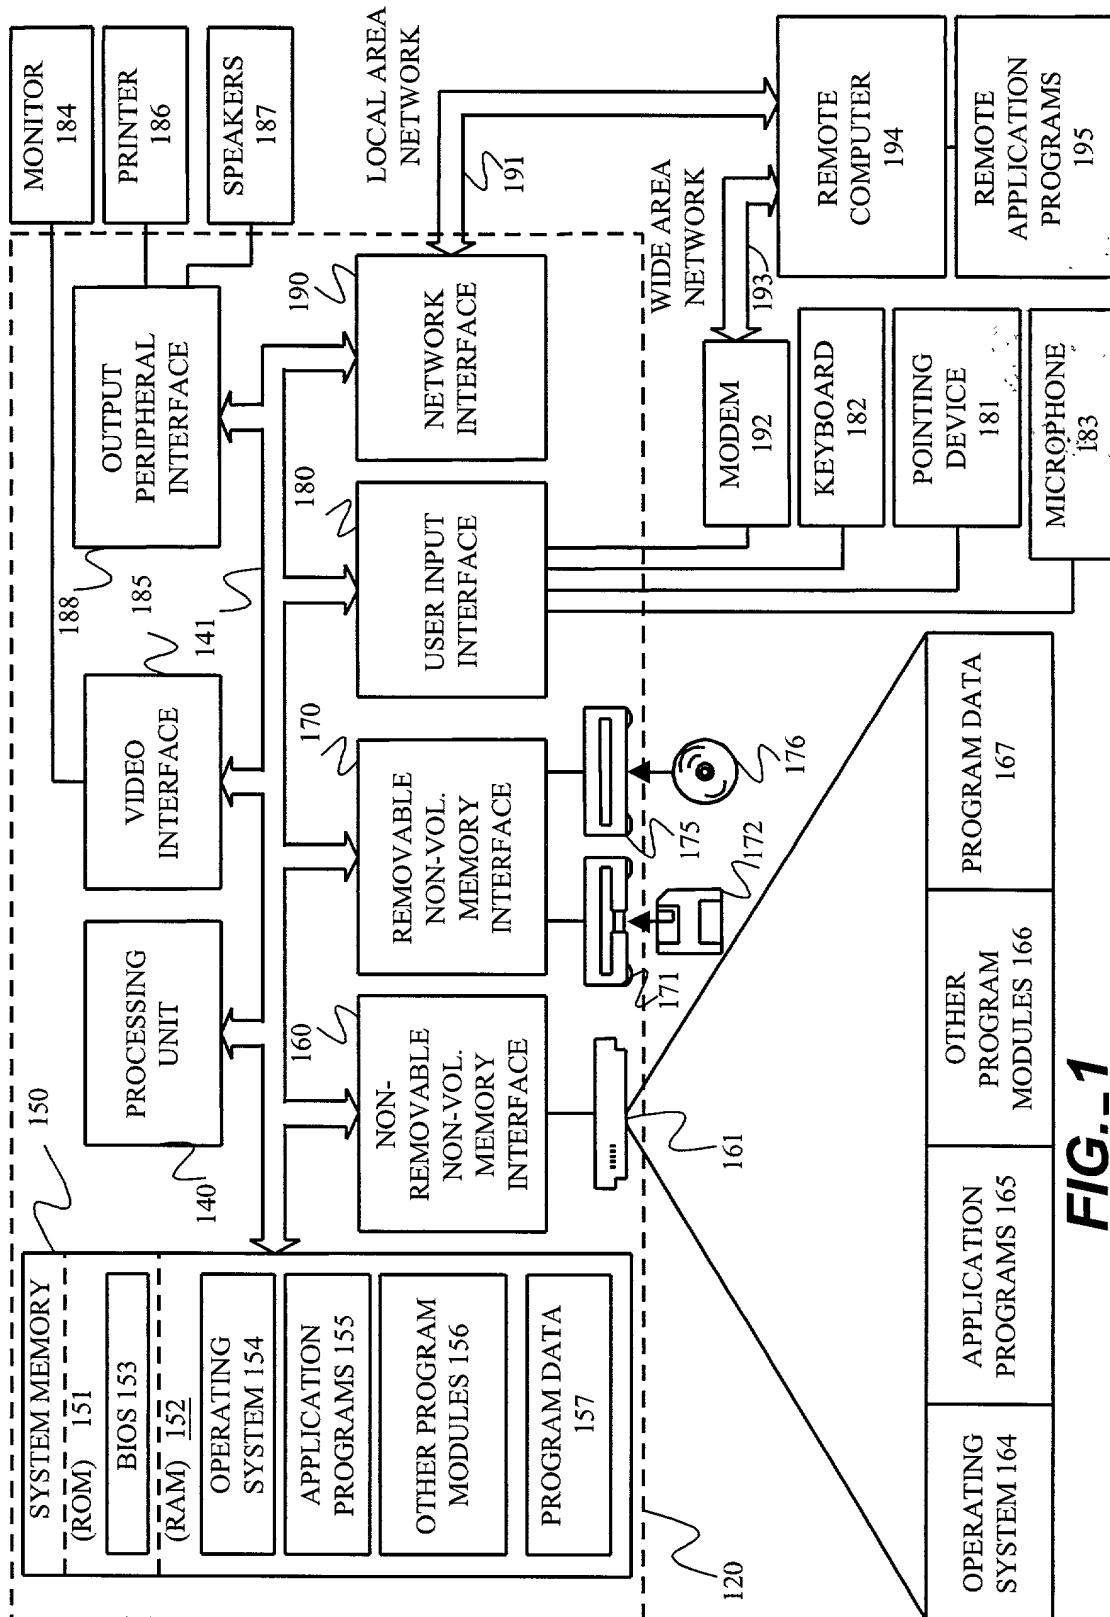 SYSTEM MEMORY
(ROM) 151
BIOS 153
(RAM) 152
OPERATING
SYSTEM 154
APPLICATION
PROGRAMS 155
OTHER PROGRAM
MODULES 156
PROGRAM DATA
157
150
120
PROCESSING
UNIT
140
VIDEO
INTERFACE
185
141
OUTPUT
PERIPHERAL
INTERFACE
188
MONITOR
184
PRINTER
186
SPEAKERS
187
NON-
REMOVABLE
NON-VOL.
MEMORY
INTERFACE
160
REMOVABLE
NON-VOL.
MEMORY
INTERFACE
170
USER INPUT
INTERFACE
180
NETWORK
INTERFACE
190
LOCAL AREA
NETWORK
191
161
171
172
175
176
WIDE AREA
NETWORK
193
MODEM
192
KEYBOARD
182
POINTING
DEVICE
181
MICROPHONE
183
REMOTE
COMPUTER
194
REMOTE
APPLICATION
PROGRAMS
195
OPERATING
SYSTEM 164
APPLICATION
PROGRAMS 165
OTHER
PROGRAM
MODULES 166
PROGRAM DATA
167
FIG._ 1